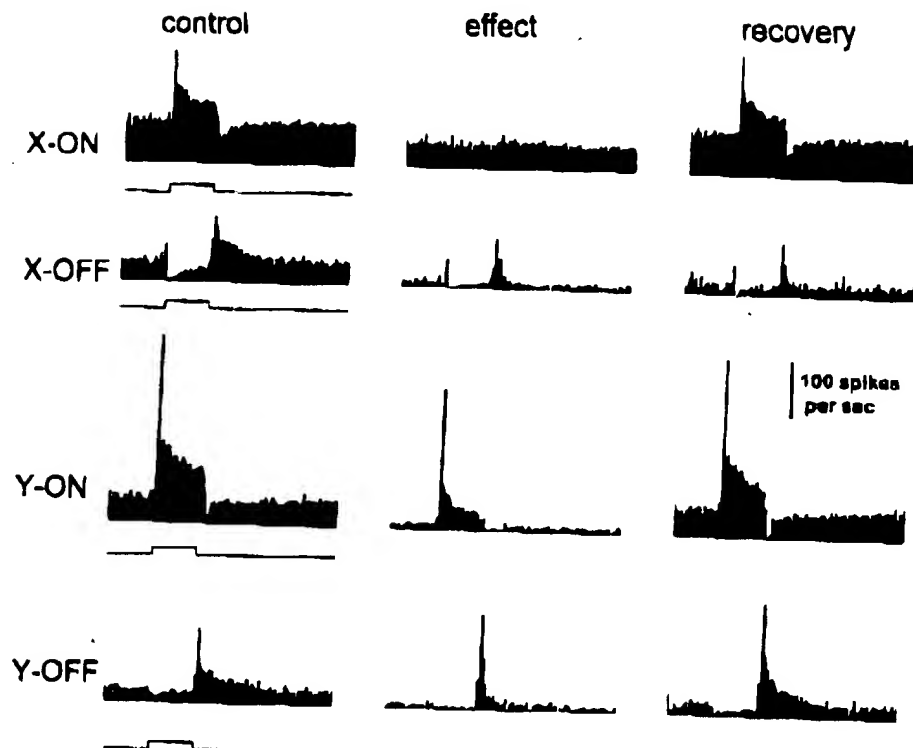 control effect recovery
X-ON
X-OFF
100 spikes
per sec
Y-ON
Y-OFF